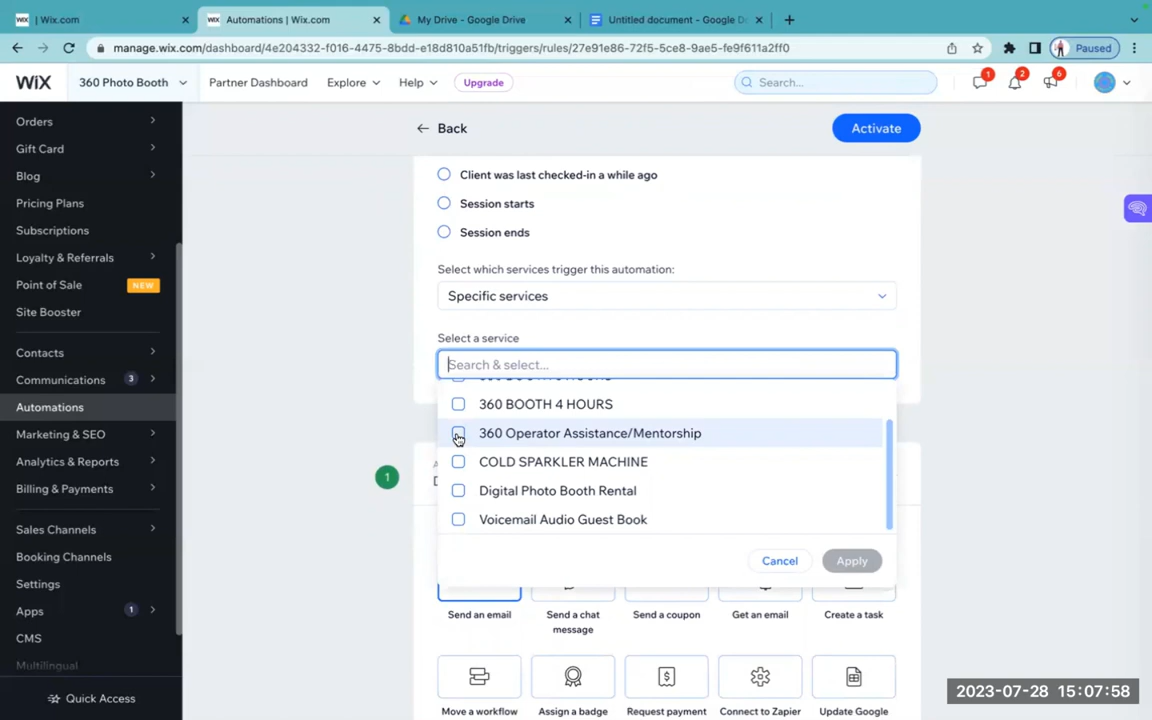 | Wix.com
Automations | Wix.com
My Drive - Google Drive
Untitled document - Google D
manage.wix.com/dashboard/4e204332-f016-4475-8bdd-e18d810a51fb/triggers/rules/27e91e86-72f5-5ce8-9ae5-fe9f611a2ff0
Paused
WiX
360 Photo Booth
Partner Dashboard
Explore
Help
Upgrade
Search...
1
2
6
Orders
Gift Card
Blog
Pricing Plans
Subscriptions
Loyalty & Referrals
Point of Sale
NEW
Site Booster
Contacts
Communications
3
Automations
Marketing & SEO
Analytics & Reports
Billing & Payments
Sales Channels
Booking Channels
Settings
Apps
1
CMS
Multilingual
Quick Access
Back
Activate
Client was last checked-in a while ago
Session starts
Session ends
Select which services trigger this automation:
Specific services
Select a service
Search & select...
360 BOOTH 4 HOURS
360 Operator Assistance/Mentorship
COLD SPARKLER MACHINE
Digital Photo Booth Rental
Voicemail Audio Guest Book
Cancel
Apply
1
Send an email
Send a chat
message
Send a coupon
Get an email
Create a task
Move a workflow
Assign a badge
Request payment
Connect to Zapier
Update Google
2023-07-28 15:07:58